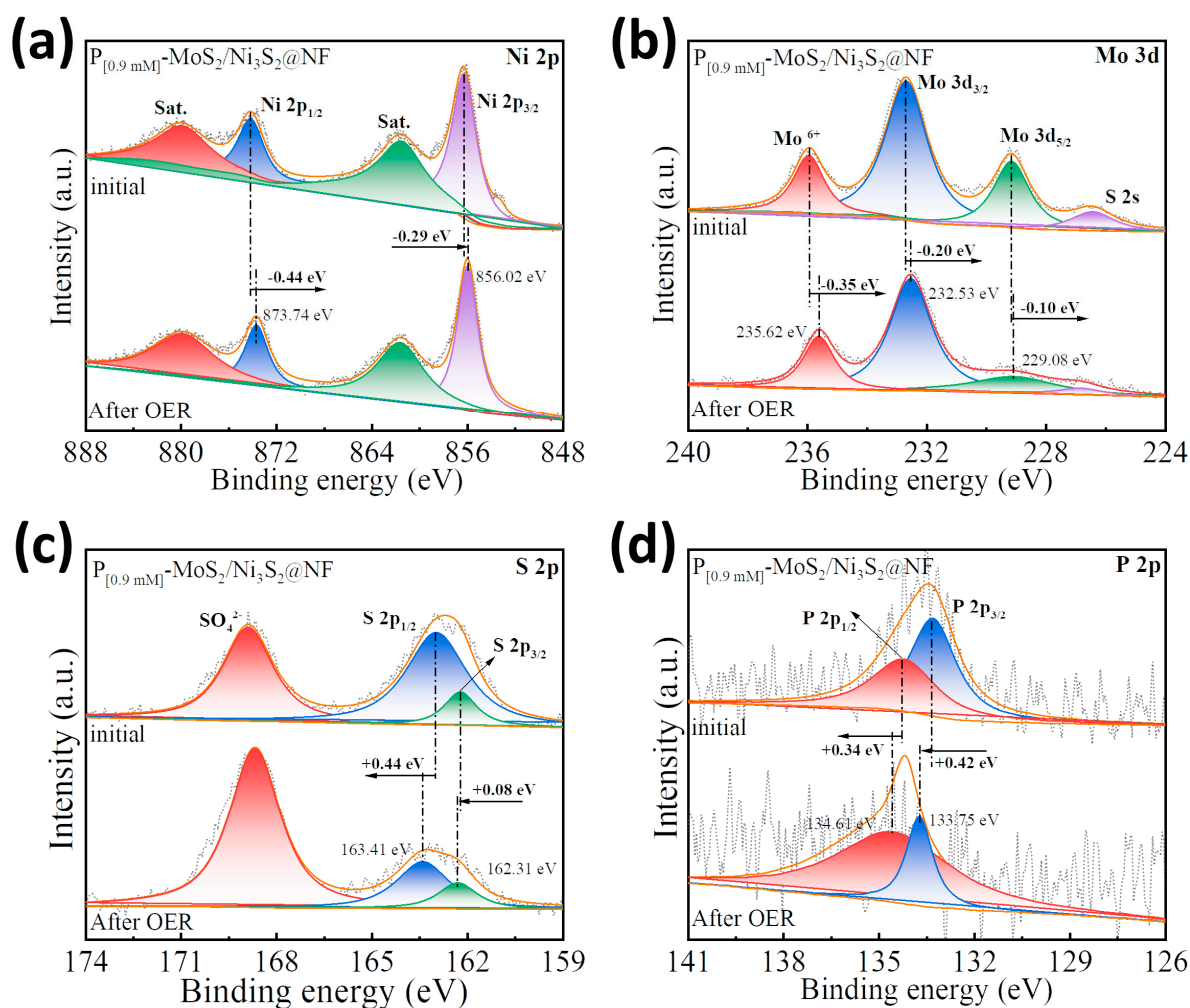 (a)
P[0.9 mM]-MoS2/Ni3S2@NF
Ni 2p
Sat.
Ni 2p1/2
Sat.
Ni 2p3/2
initial
-0.29 eV
-0.44 eV
856.02 eV
873.74 eV
After OER
Intensity (a.u.)
888 880 872 864 856 848
Binding energy (eV)
(b)
P[0.9 mM]-MoS2/Ni3S2@NF
Mo 3d
Mo 3d3/2
Mo 6+
Mo 3d5/2
S 2s
initial
-0.20 eV
-0.35 eV
232.53 eV
-0.10 eV
235.62 eV
229.08 eV
After OER
Intensity (a.u.)
240 236 232 228 224
Binding energy (eV)
(c)
P[0.9 mM]-MoS2/Ni3S2@NF
S 2p
SO4 2-
S 2p1/2
S 2p3/2
initial
+0.44 eV
+0.08 eV
163.41 eV
162.31 eV
After OER
Intensity (a.u.)
174 171 168 165 162 159
Binding energy (eV)
(d)
P[0.9 mM]-MoS2/Ni3S2@NF
P 2p
P 2p1/2
P 2p3/2
initial
+0.34 eV
+0.42 eV
134.61 eV
133.75 eV
After OER
Intensity (a.u.)
141 138 135 132 129 126
Binding energy (eV)